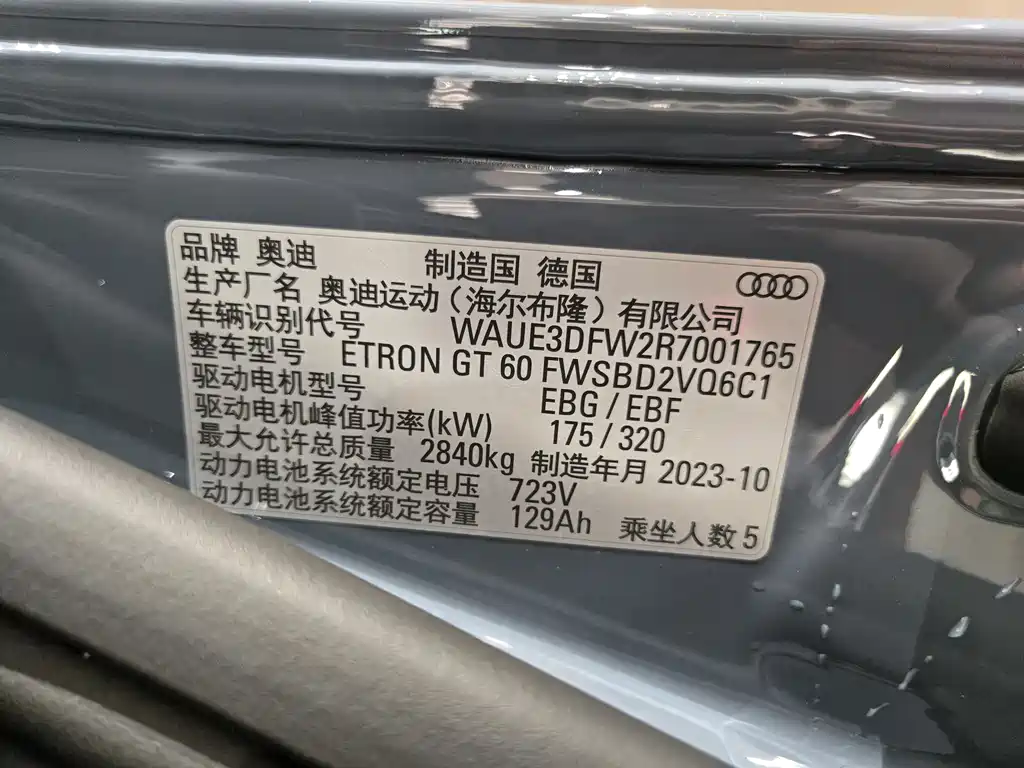 品牌 奥迪 制造国 德国
生产厂名 奥迪运动（海尔布隆）有限公司
车辆识别代号 WAUE3DFW2R7001765
整车型号 ETRON GT 60 FWSBD2VQ6C1
驱动电机型号 EBG / EBF
驱动电机峰值功率(kW) 175 / 320
最大允许总质量 2840kg 制造年月 2023-10
动力电池系统额定电压 723V
动力电池系统额定容量 129Ah 乘坐人数 5